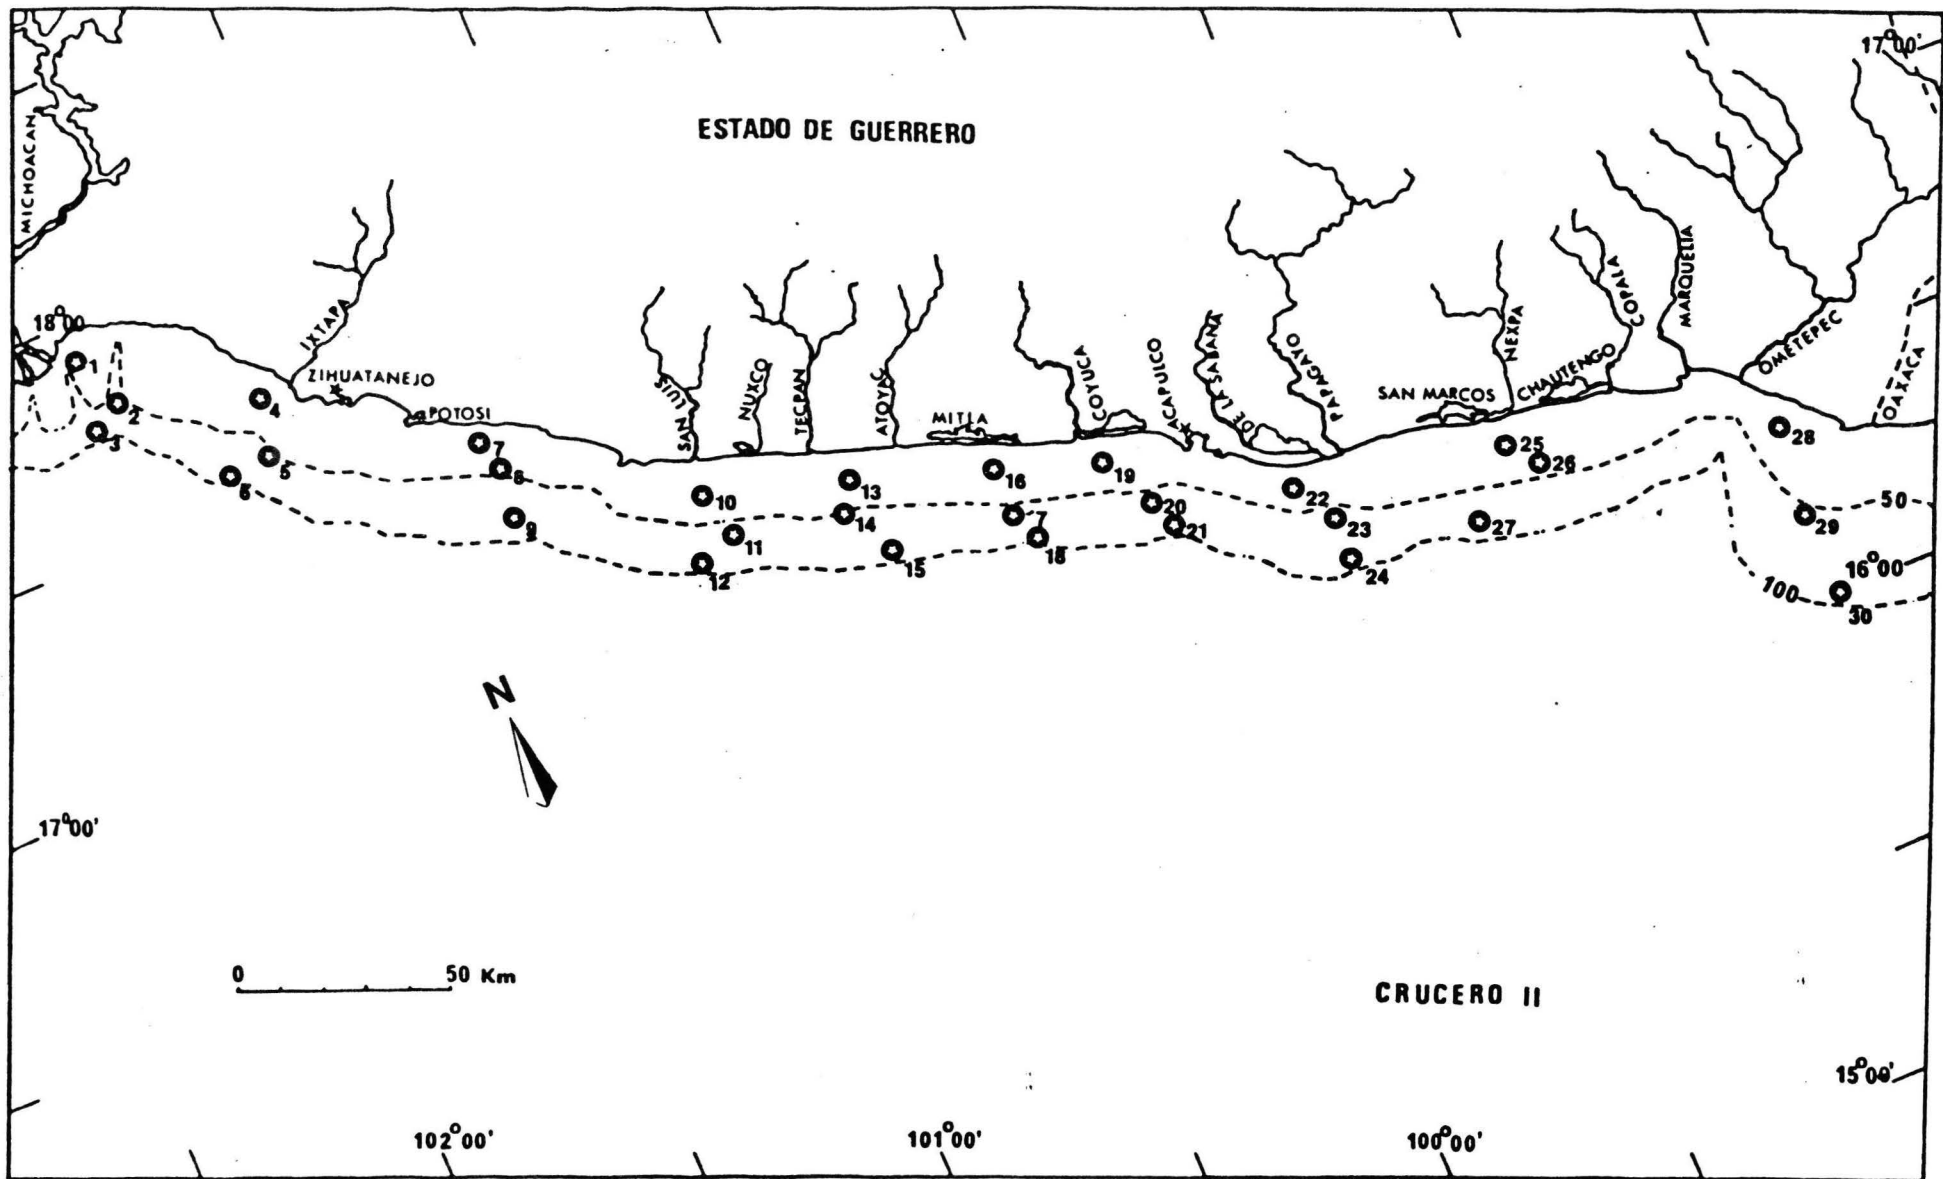 17°00'
ESTADO DE GUERRERO
MICHOACAN
18°00
IXTAPA
ZIHUATANEJO
POTOSI
SAN LUIS
NUXCO
TECPAN
ATOYAC
MITLA
COYUCA
ACAPULCO
DE LA SABANA
PAPAGAYO
SAN MARCOS
NEXPA
CHAUTENGO
COPALA
MARQUELIA
OMETEPEC
OAXACA
1
2
3
4
5
6
7
8
9
10
11
12
13
14
15
16
7
18
19
20
21
22
23
24
25
26
27
28
29
30
50
100
16°00
N
17°00'
0 50 Km
CRUCERO II
15°00'
102°00'
101°00'
100°00'